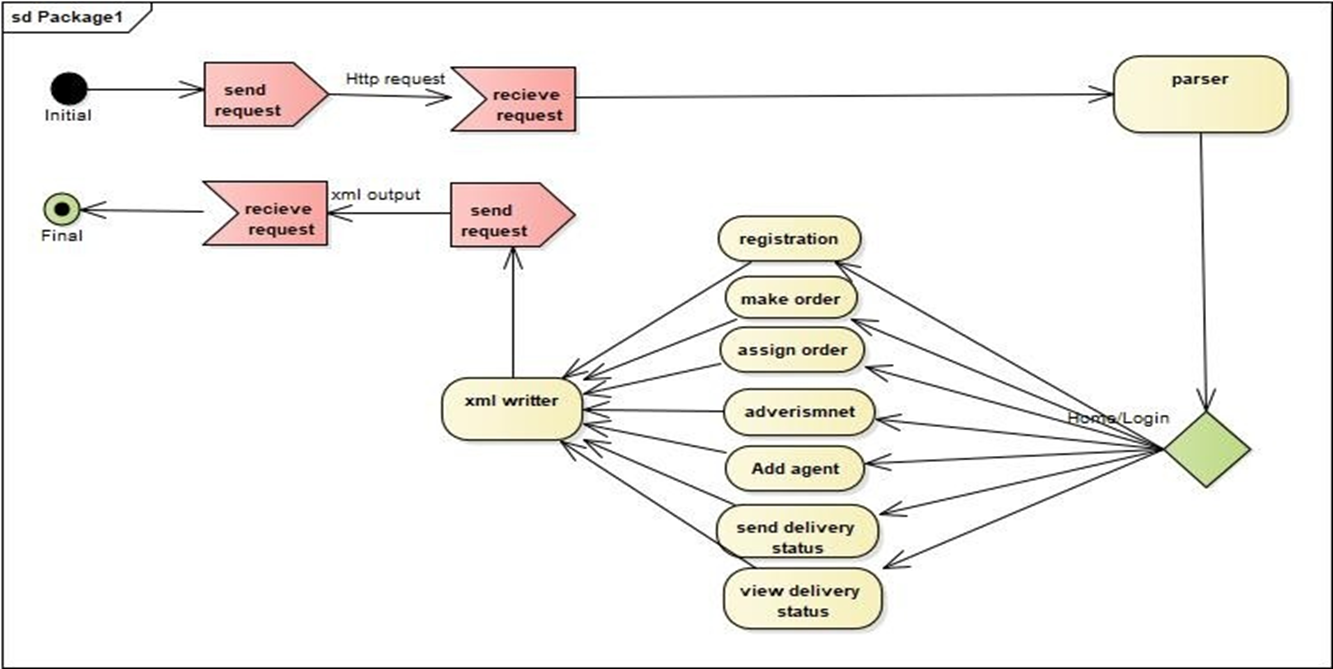 sd Package1
Initial
send
request
Http request
recieve
request
parser
Final
recieve
request
xml output
send
request
registration
make order
assign order
xml writter
adverismnet
Home/Login
Add agent
send delivery
status
view delivery
status